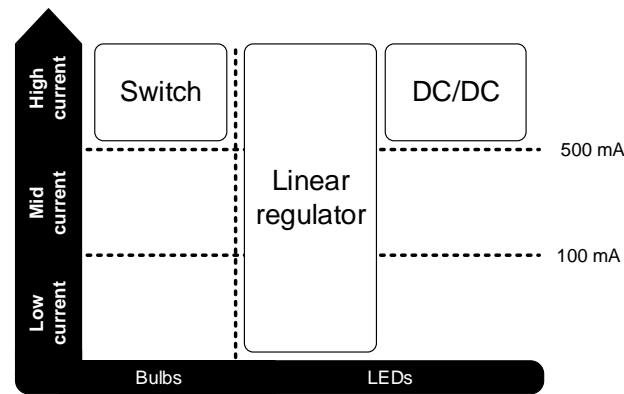 High
current
Switch
DC/DC
500 mA
Mid
current
Linear
regulator
100 mA
Low
current
Bulbs
LEDs